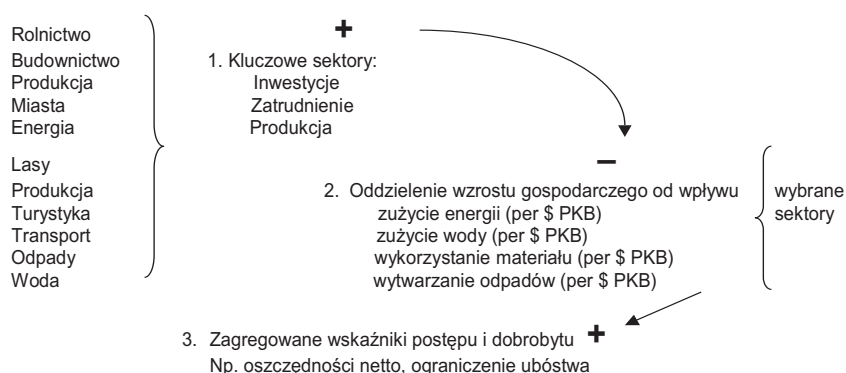 Rolnictwo
Budownictwo
Produkcja
Miasta
Energia
Lasy
Produkcja
Turystyka
Transport
Odpady
Woda
+
1. Kluczowe sektory:
Inwestycje
Zatrudnienie
Produkcja
–
2. Oddzielenie wzrostu gospodarczego od wpływu
zużycie energii (per $ PKB)
zużycie wody (per $ PKB)
wykorzystanie materiału (per $ PKB)
wytwarzanie odpadów (per $ PKB)
wybrane
sektory
3. Zagregowane wskaźniki postępu i dobrobytu +
Np. oszczędności netto, ograniczenie ubóstwa